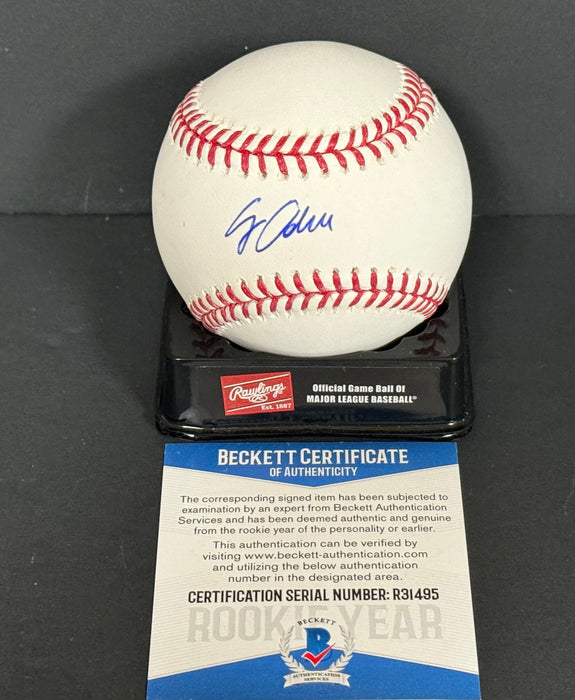 Rawlings
Est. 1887
Official Game Ball Of
MAJOR LEAGUE BASEBALL®
BECKETT CERTIFICATE
OF AUTHENTICITY
The corresponding signed item has been subjected to
examination by an expert from Beckett Authentication
Services and has been deemed authentic and genuine
from the rookie year of the personality or earlier.
This authentication can be verified by
visiting www.beckett-authentication.com
and utilizing the below authentication
number in the designated area.
CERTIFICATION SERIAL NUMBER: R31495
ROOKIE YEAR
BECKETT
B
AUTHENTICATION
SERVICES